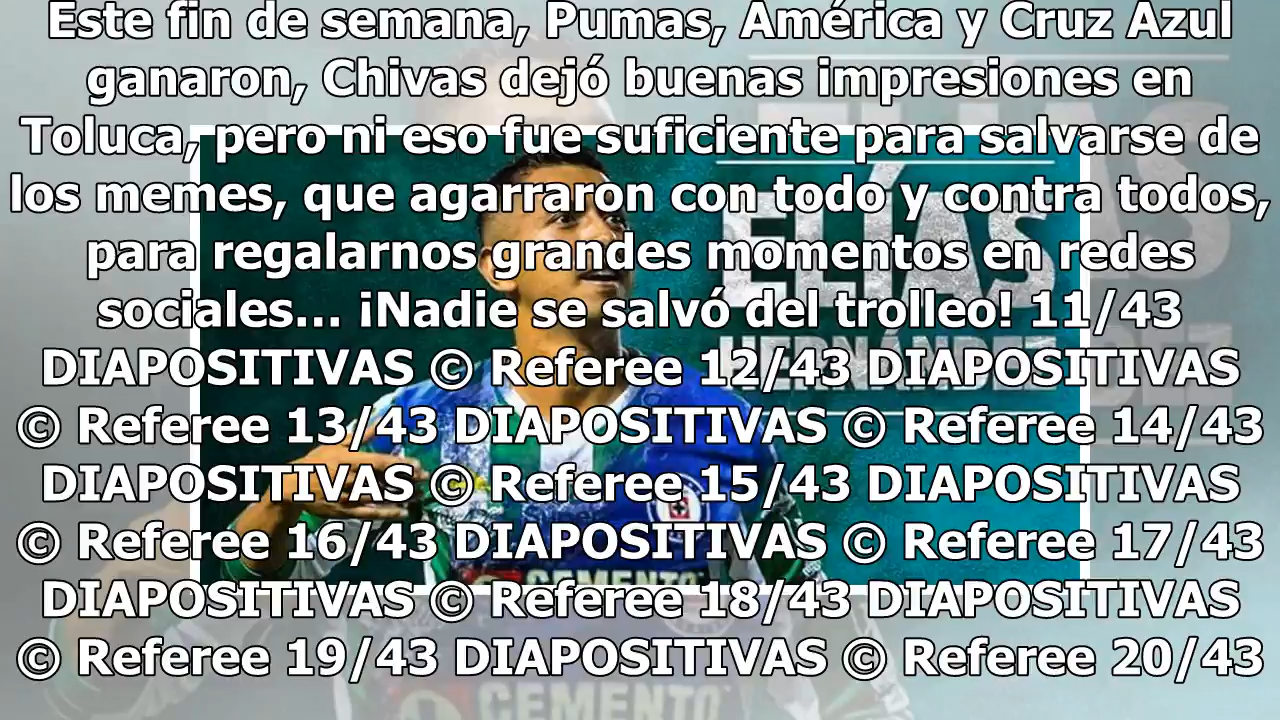 Este fin de semana, Pumas, América y Cruz Azul
ganaron, Chivas dejó buenas impresiones en
Toluca, pero ni eso fue suficiente para salvarse de
los memes, que agarraron con todo y contra todos,
para regalarnos grandes momentos en redes
sociales... ¡Nadie se salvó del trolleo! 11/43
DIAPOSITIVAS © Referee 12/43 DIAPOSITIVAS
© Referee 13/43 DIAPOSITIVAS © Referee 14/43
DIAPOSITIVAS © Referee 15/43 DIAPOSITIVAS
© Referee 16/43 DIAPOSITIVAS © Referee 17/43
DIAPOSITIVAS © Referee 18/43 DIAPOSITIVAS
© Referee 19/43 DIAPOSITIVAS © Referee 20/43
ELÍAS
HERNÁNDEZ
CEMENTO
CEMENTO